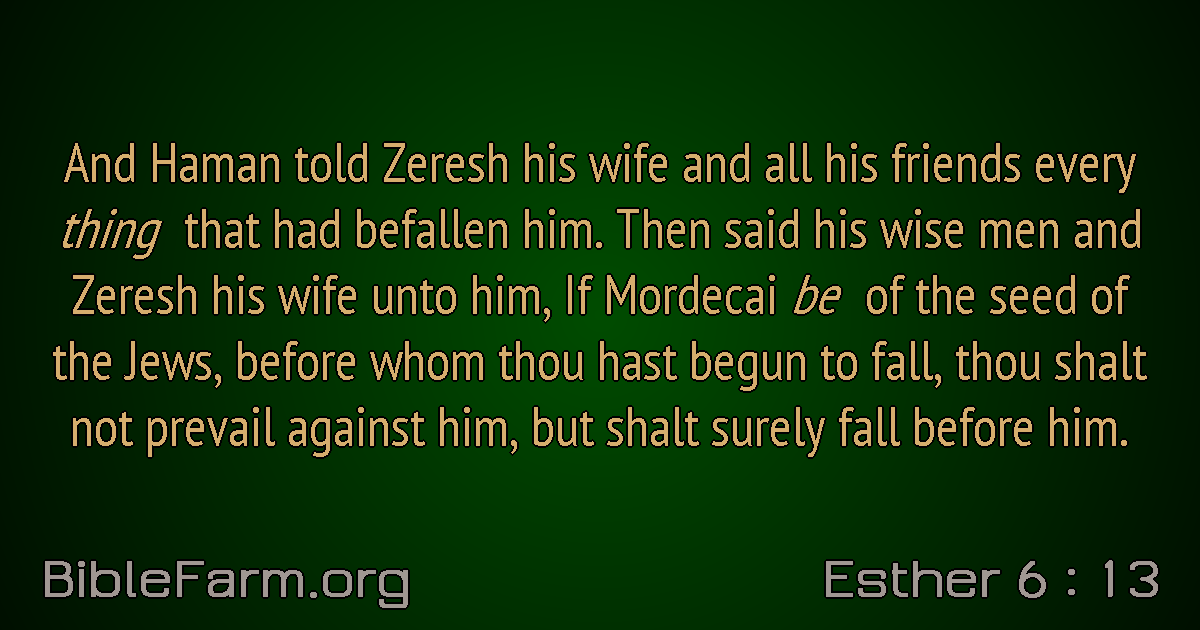 And Haman told Zeresh his wife and all his friends every
thing that had befallen him. Then said his wise men and
Zeresh his wife unto him, If Mordecai be of the seed of
the Jews, before whom thou hast begun to fall, thou shalt
not prevail against him, but shalt surely fall before him.
BibleFarm.org
Esther 6 : 13